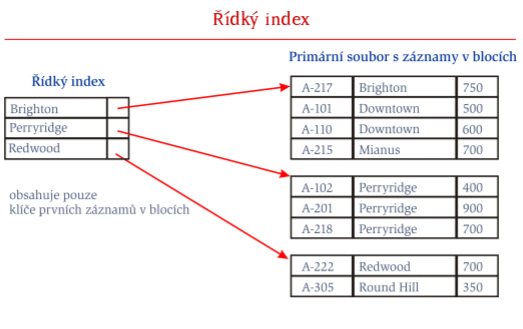 Řídký index
Primární soubor s záznamy v blocích
Řídký index
Brighton
Perryridge
Redwood
obsahuje pouze
klíče prvních záznamů v blocích
A-217 Brighton 750
A-101 Downtown 500
A-110 Downtown 600
A-215 Mianus 700
A-102 Perryridge 400
A-201 Perryridge 900
A-218 Perryridge 700
A-222 Redwood 700
A-305 Round Hill 350